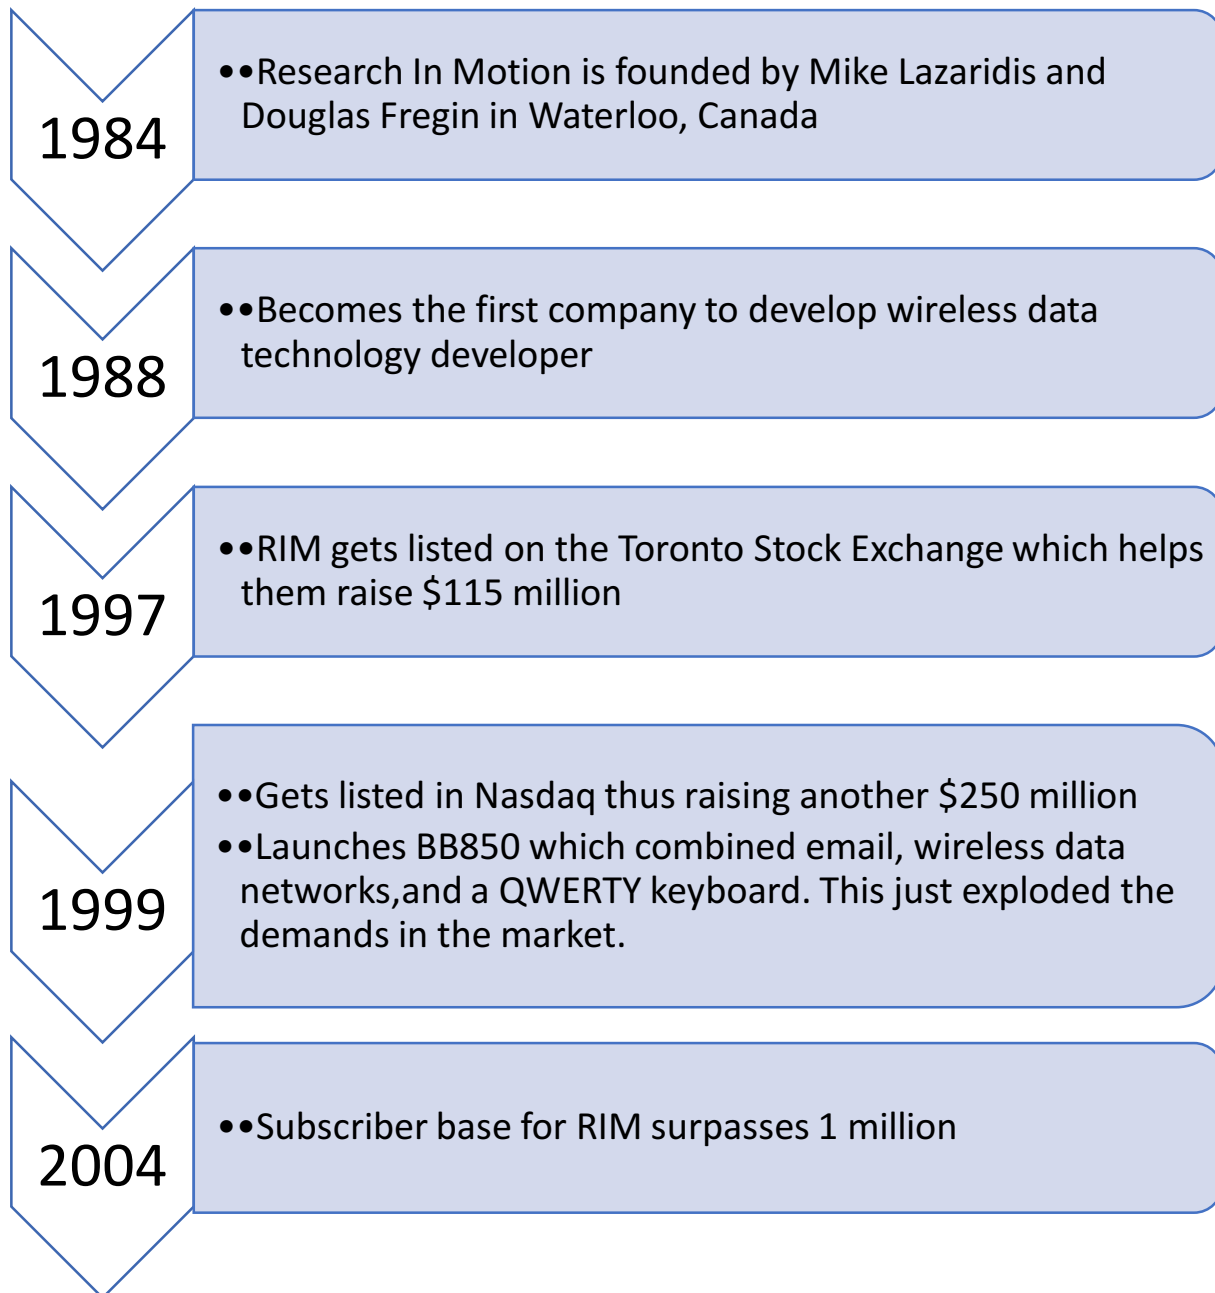 1984
••Research In Motion is founded by Mike Lazaridis and
Douglas Fregin in Waterloo, Canada
1988
••Becomes the first company to develop wireless data
technology developer
1997
••RIM gets listed on the Toronto Stock Exchange which helps
them raise $115 million
1999
••Gets listed in Nasdaq thus raising another $250 million
••Launches BB850 which combined email, wireless data
networks,and a QWERTY keyboard. This just exploded the
demands in the market.
2004
••Subscriber base for RIM surpasses 1 million